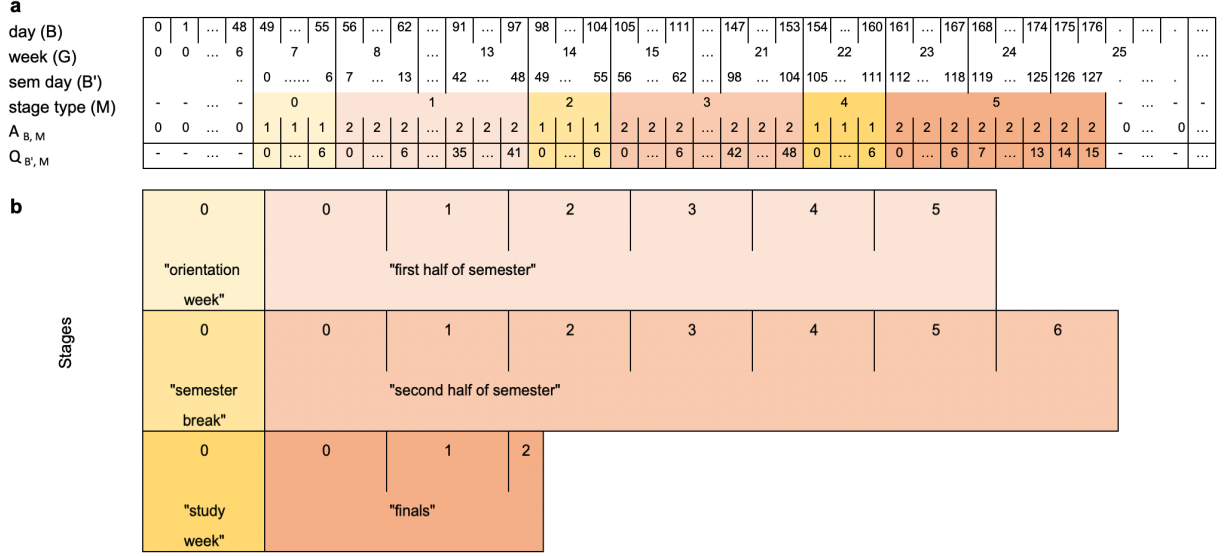 a
day (B) 0 1 ... 48 49 ... 55 56 ... 62 ... 91 ... 97 98 ... 104 105 ... 111 ... 147 ... 153 154 ... 160 161 ... 167 168 ... 174 175 176 . ... . ... ...
week (G) 0 0 ... 6 7 8 ... 13 14 15 ... 21 22 23 24 25 ...
sem day (B') .. 0 ...... 6 7 ... 13 ... 42 ... 48 49 ... 55 56 ... 62 ... 98 ... 104 105 ... 111 112 ... 118 119 ... 125 126 127 . ... . ... ...
stage type (M) - - ... - 0 1 2 3 4 5 - ... - -
A B, M 0 0 ... 0 1 1 1 2 2 2 ... 2 2 2 1 1 1 2 2 2 ... 2 2 2 1 1 1 2 2 2 2 2 2 2 2 0 ... 0 ...
Q B', M - - ... - 0 ... 6 0 ... 6 ... 35 ... 41 0 ... 6 0 ... 6 ... 42 ... 48 0 ... 6 0 ... 6 7 ... 13 14 15 - ... - ...
b
Stages
0 0 1 2 3 4 5
"orientation "first half of semester"
week"
0 0 1 2 3 4 5 6
"semester "second half of semester"
break"
0 0 1 2
"study "finals"
week"